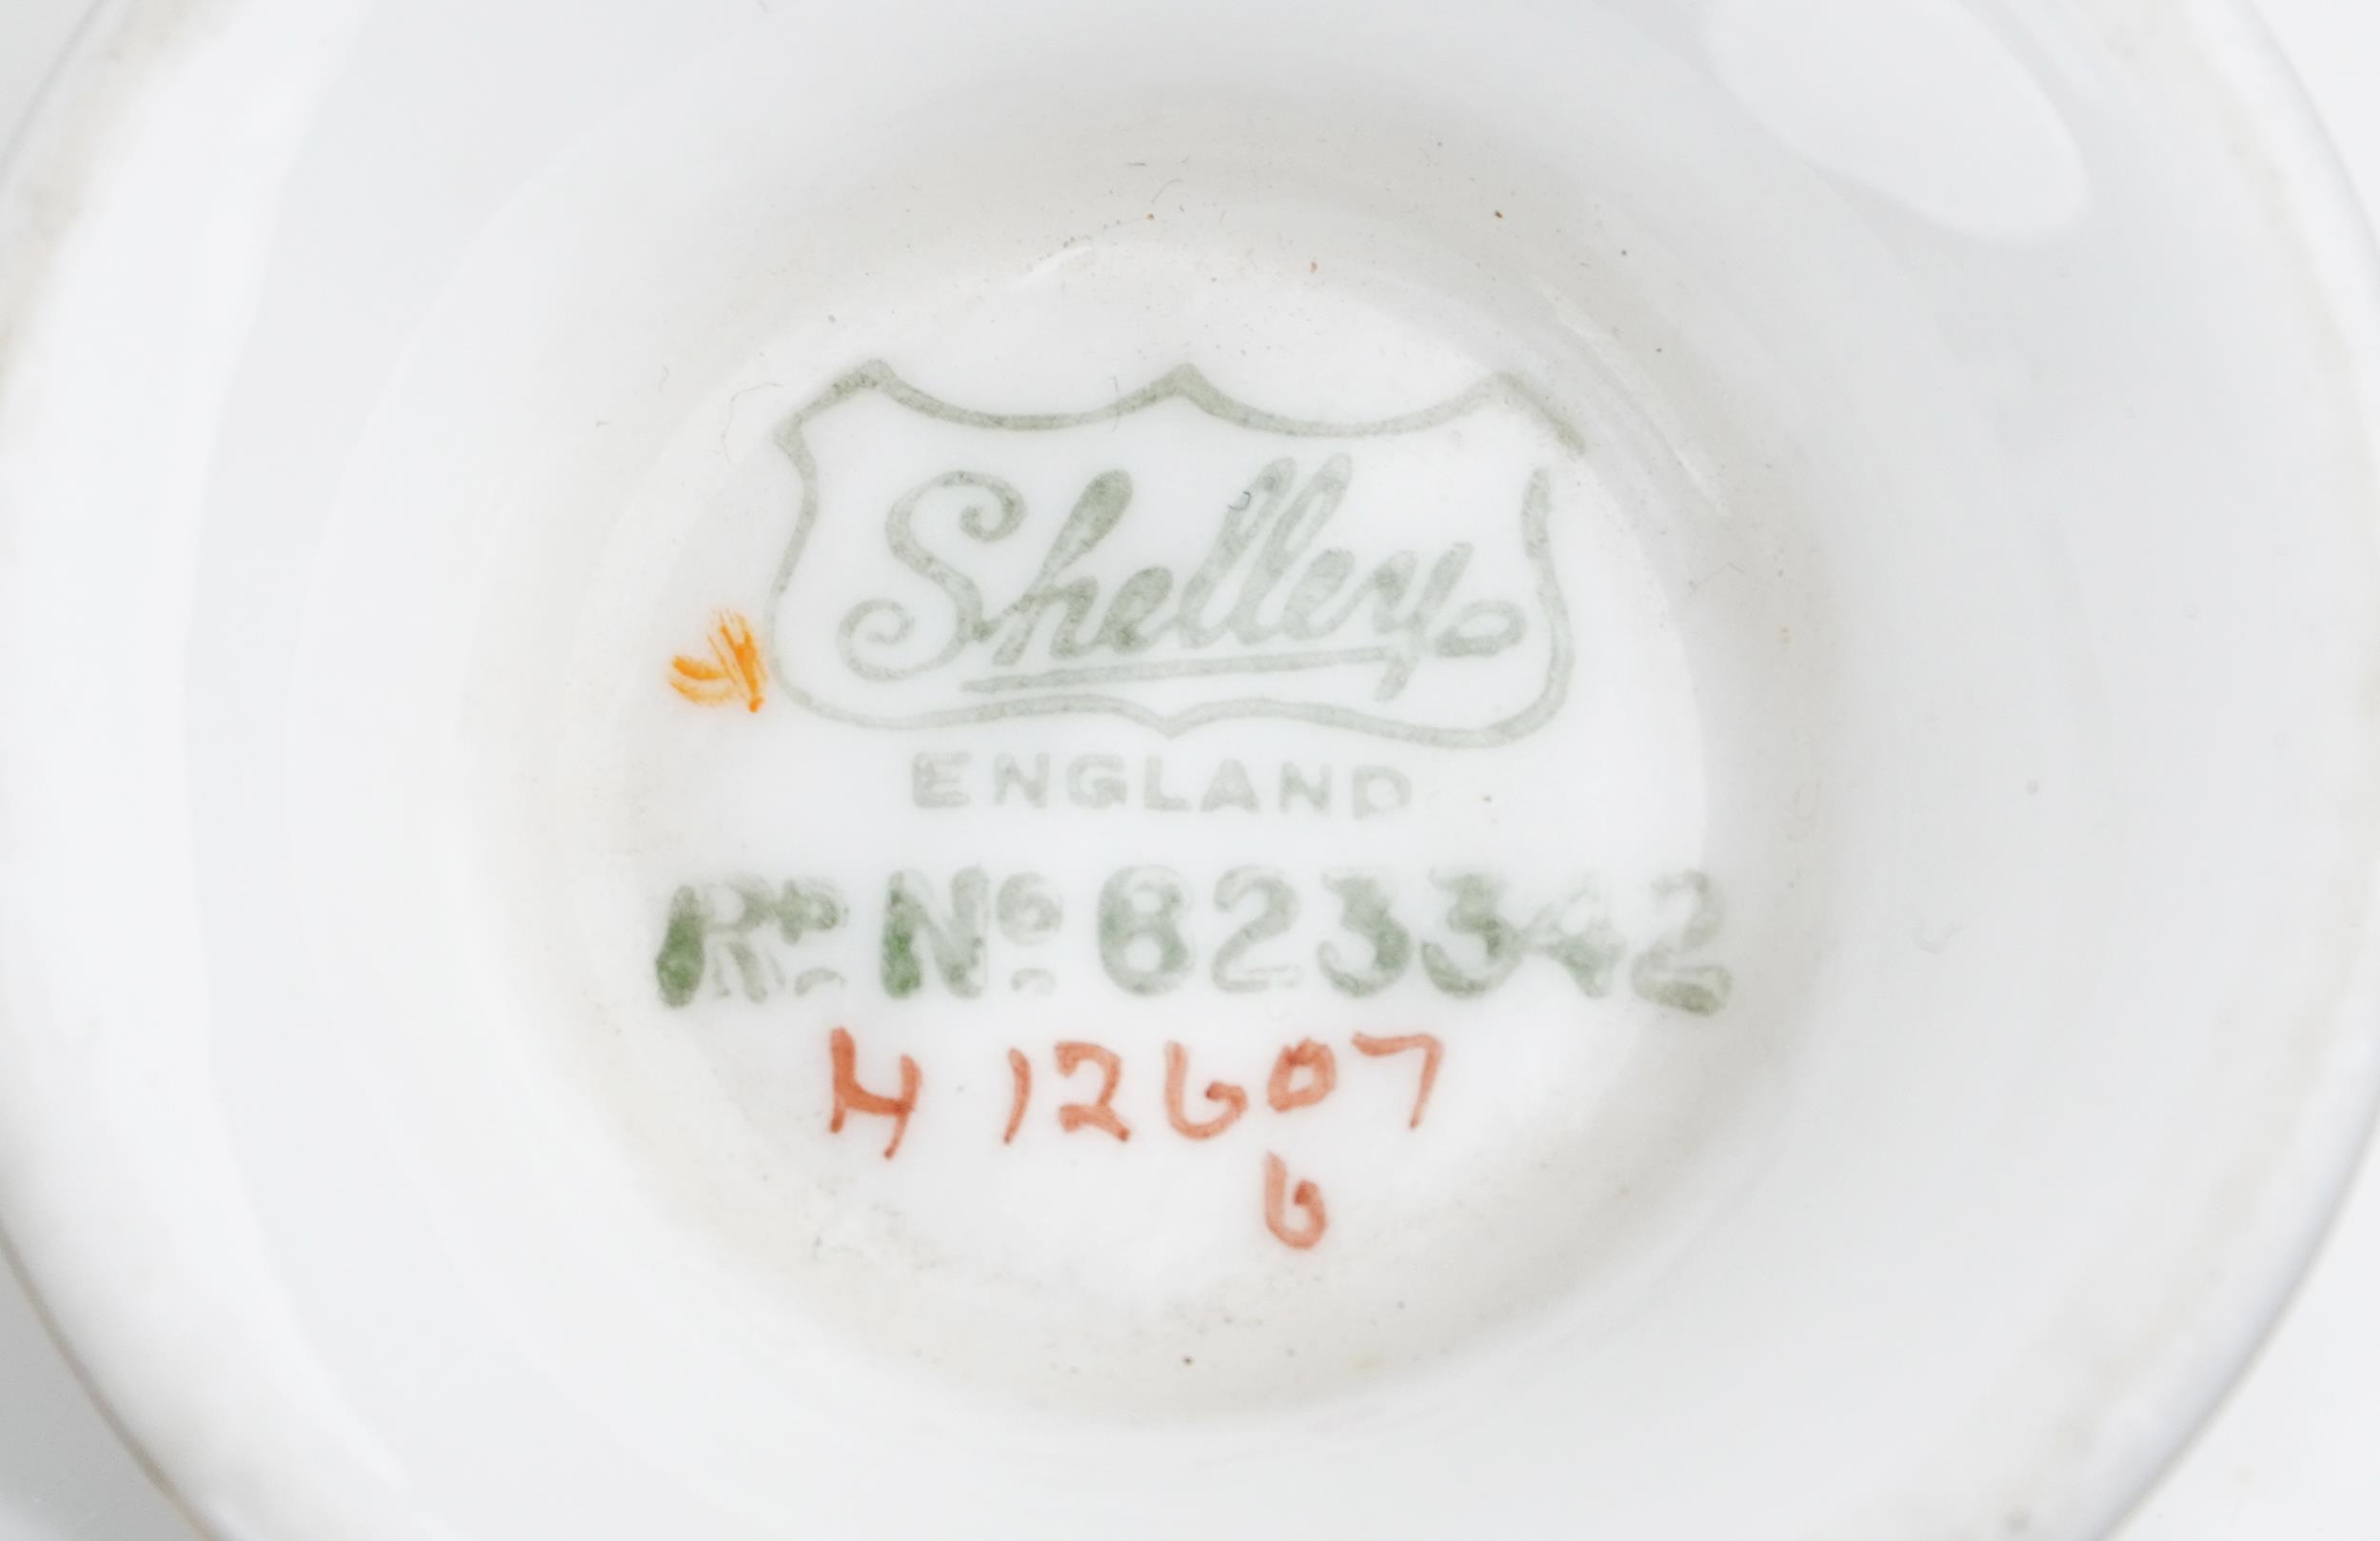 Shelley
ENGLAND
Rᴰ. Nº. 823342
H 12607
6